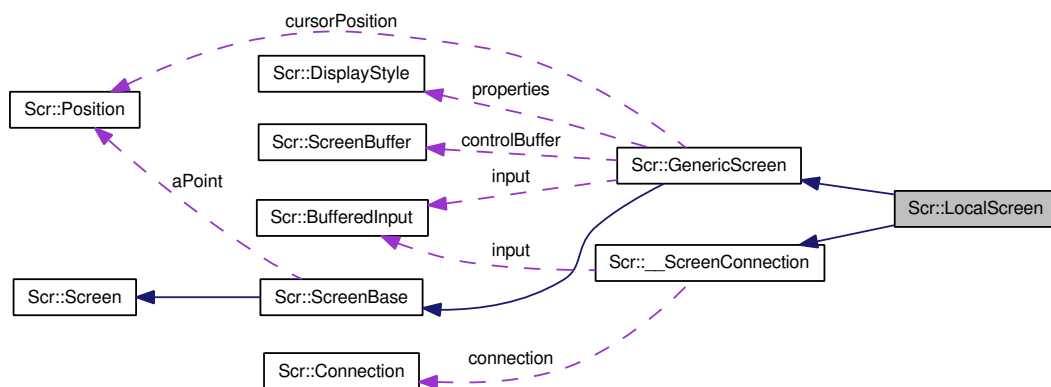 cursorPosition
Scr::DisplayStyle
properties
Scr::Position
Scr::ScreenBuffer
controlBuffer
Scr::GenericScreen
aPoint
input
Scr::LocalScreen
Scr::BufferedInput
input
Scr::__ScreenConnection
Scr::Screen
Scr::ScreenBase
connection
Scr::Connection